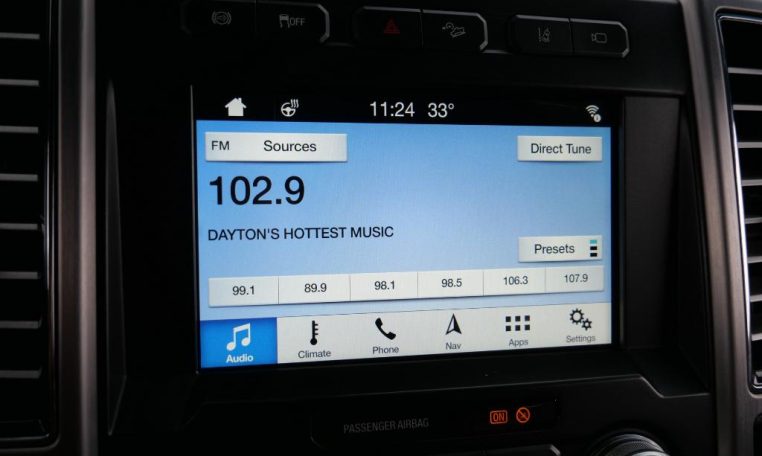 OFF
11:24 33°
FM Sources Direct Tune
102.9
DAYTON'S HOTTEST MUSIC
Presets
99.1 89.9 98.1 98.5 106.3 107.9
Audio Climate Phone Nav Apps Settings
PASSENGER AIRBAG ON